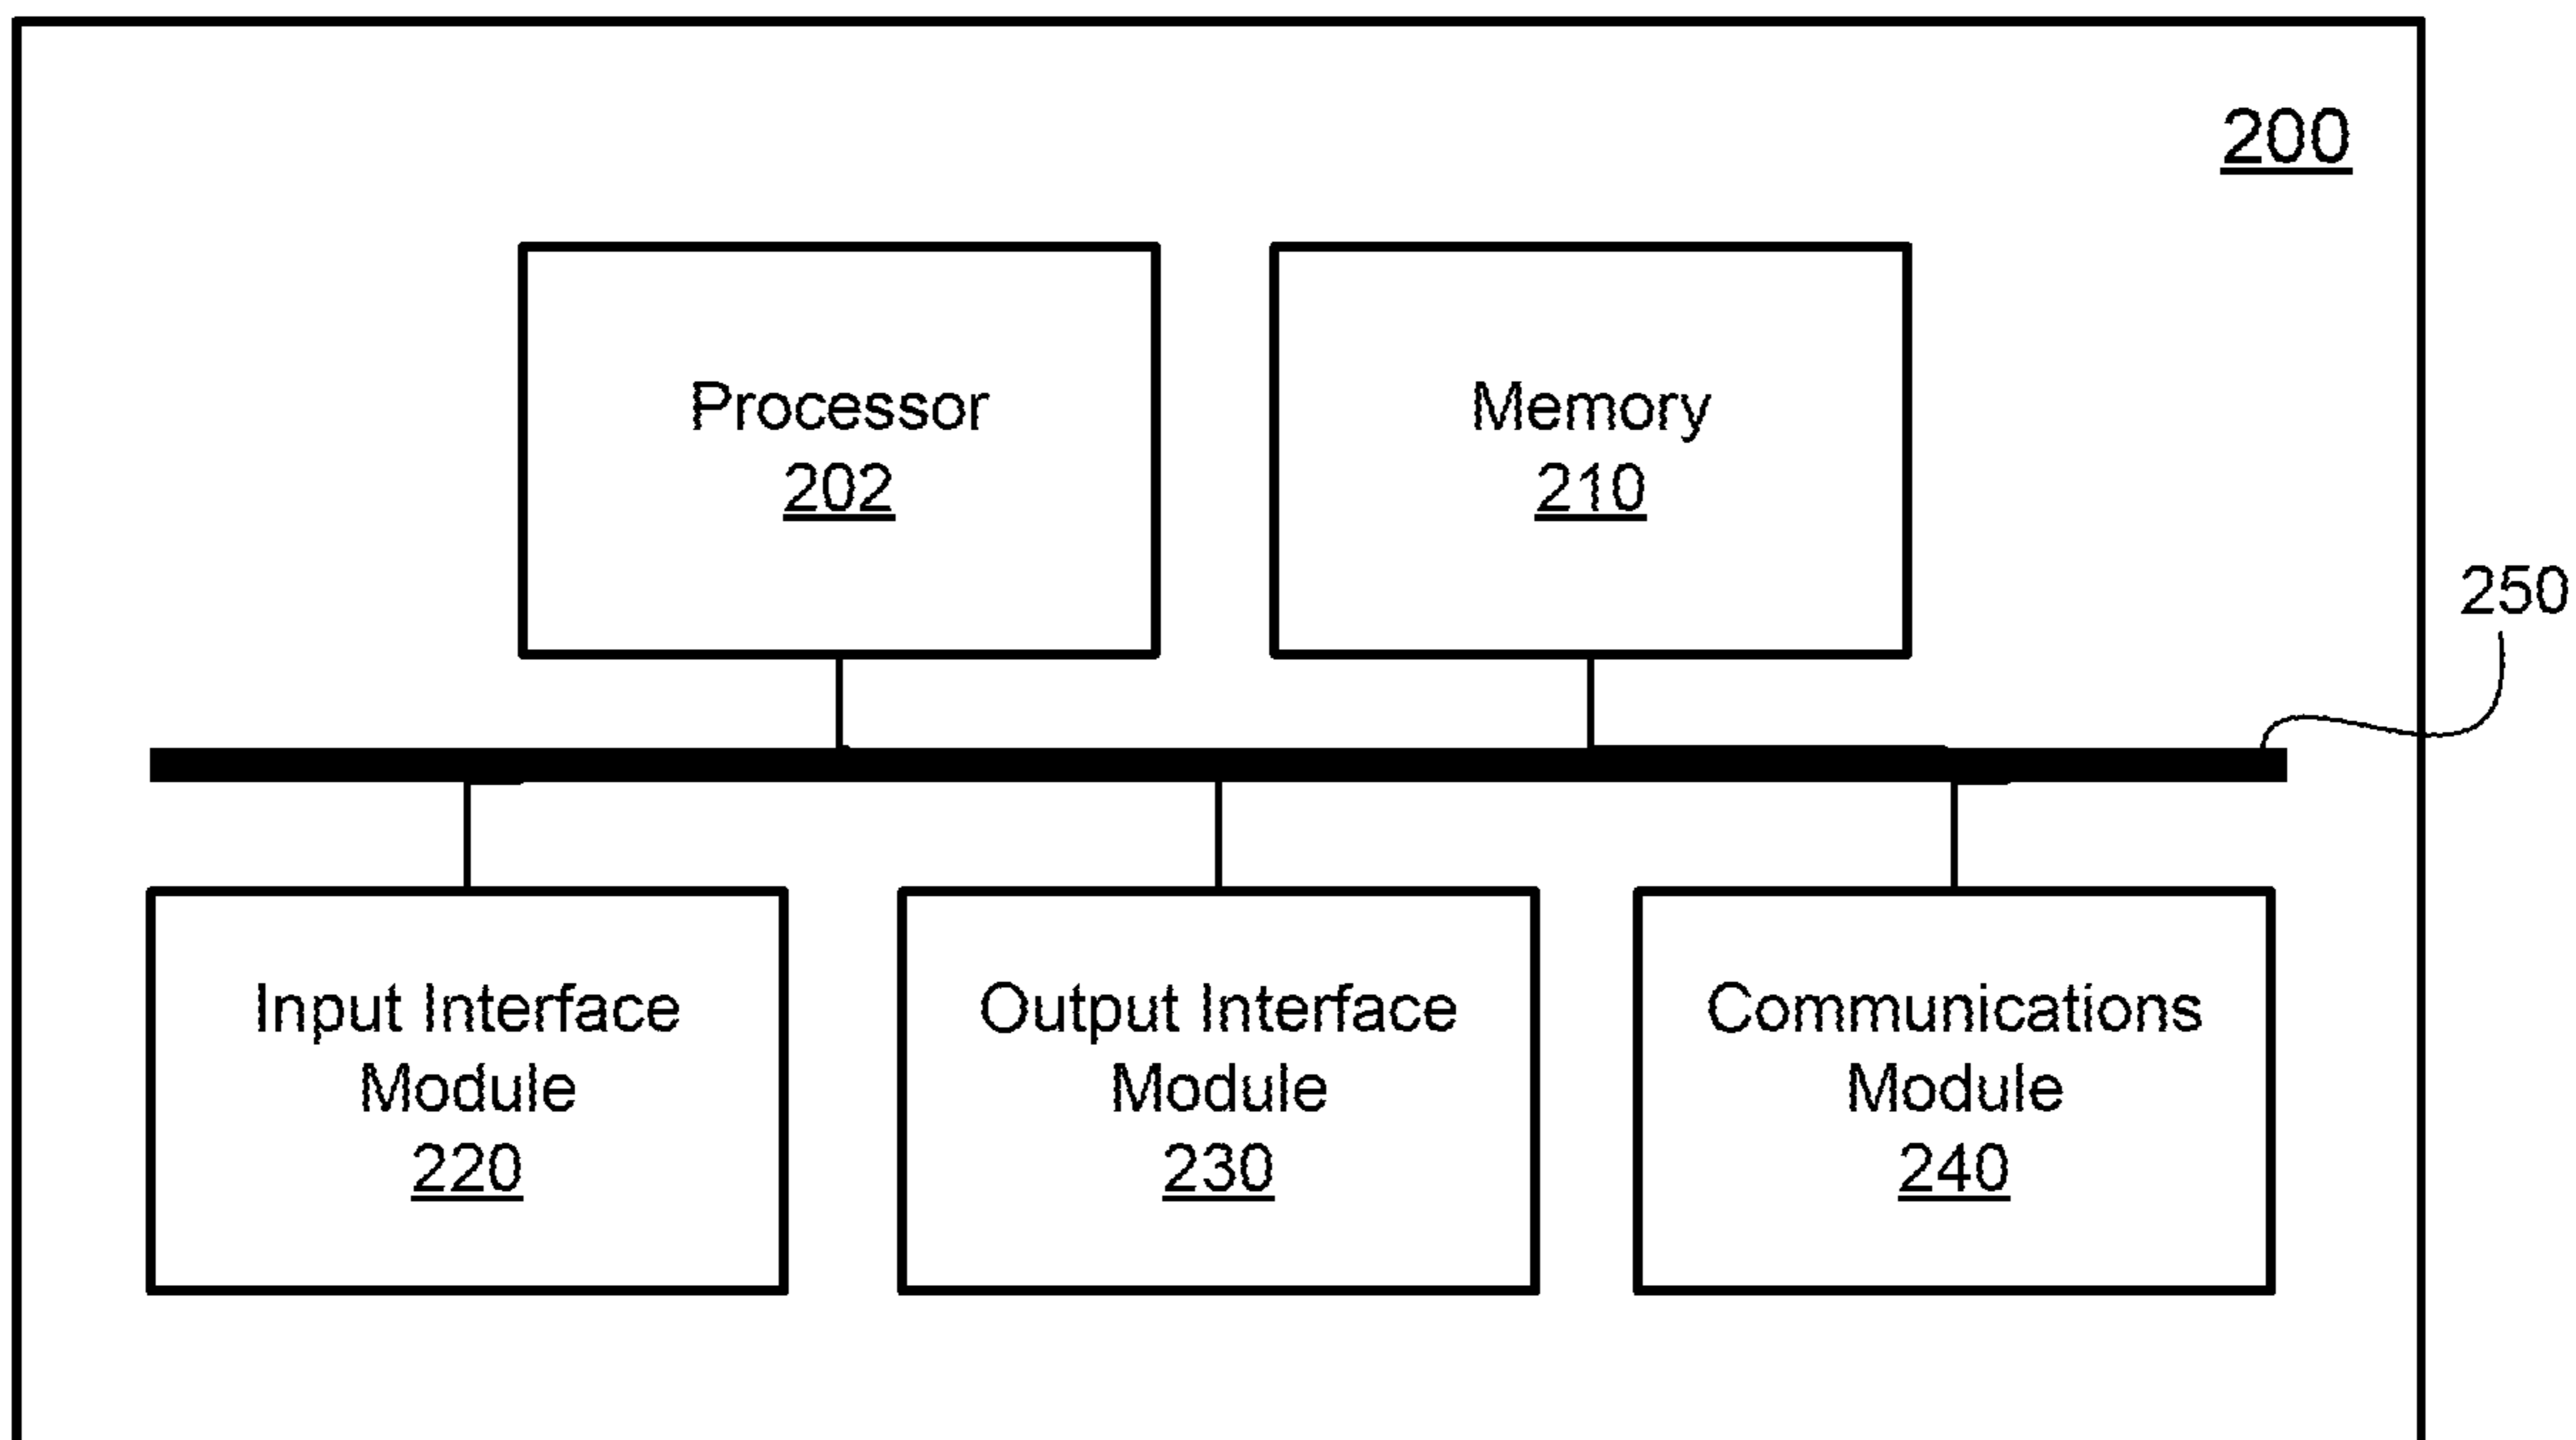 200
Processor
202
Memory
210
250
Input Interface
Module
220
Output Interface
Module
230
Communications
Module
240